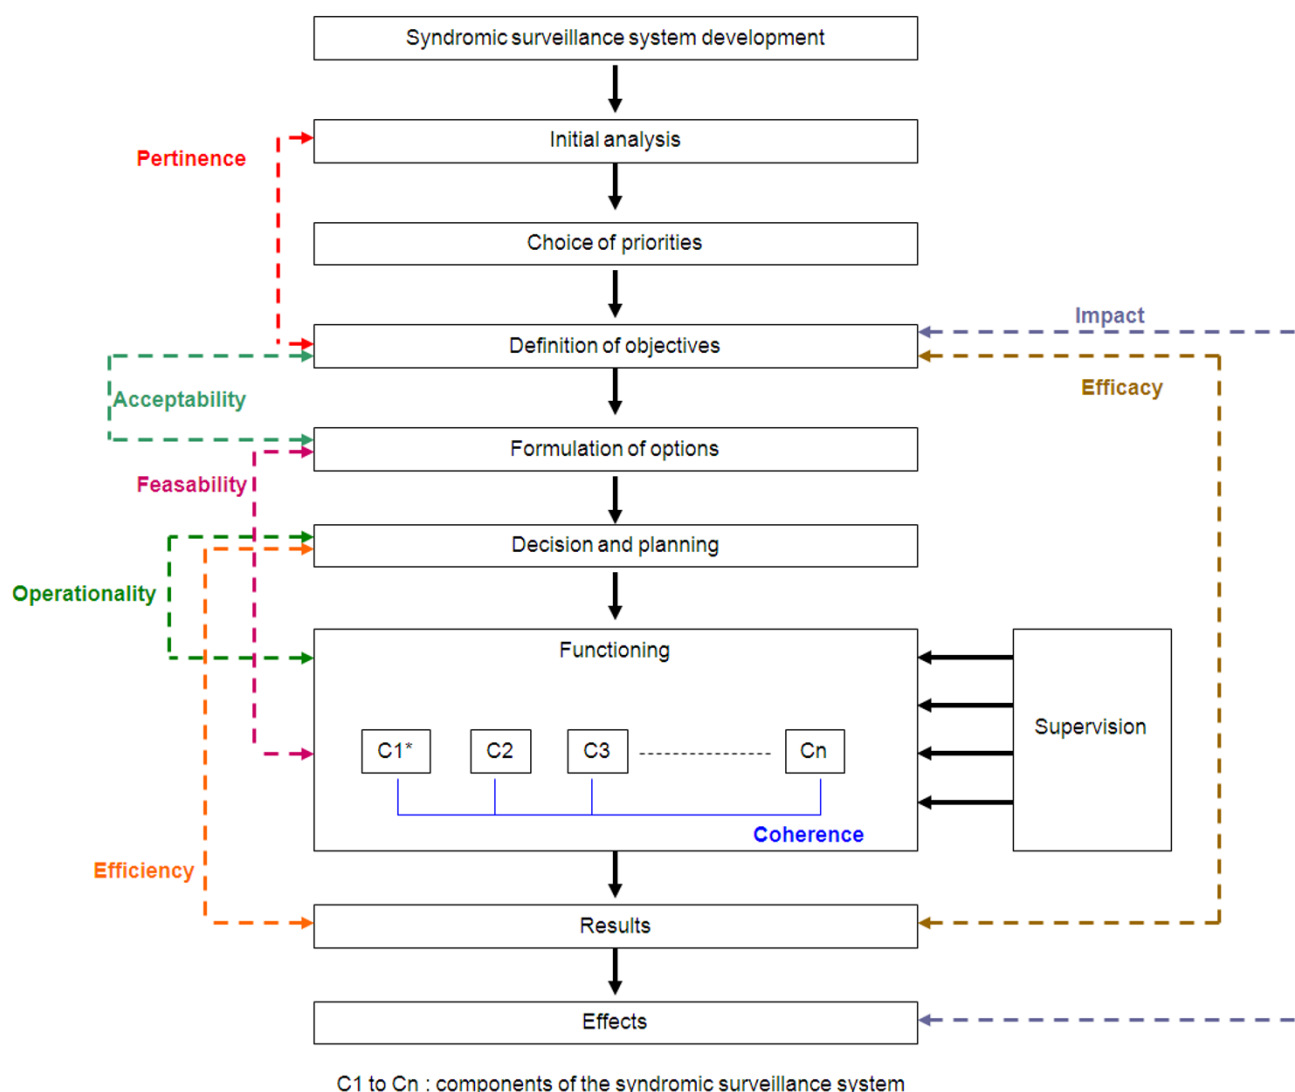 Syndromic surveillance system development
Initial analysis
Pertinence
Choice of priorities
Impact
Definition of objectives
Efficacy
Acceptability
Formulation of options
Feasability
Decision and planning
Operationality
Functioning
Supervision
C1* C2 C3 Cn
Coherence
Efficiency
Results
Effects
C1 to Cn : components of the syndromic surveillance system